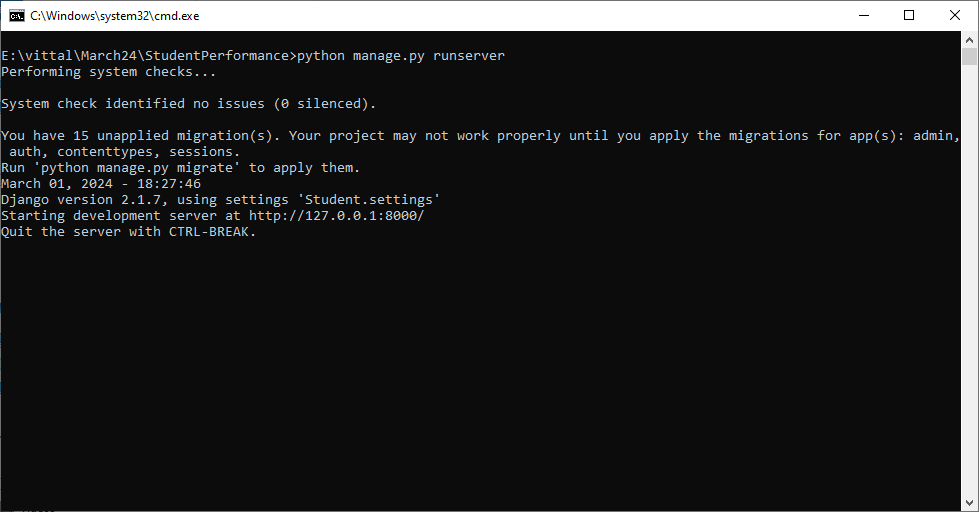 C:\Windows\system32\cmd.exe
E:\vittal\March24\StudentPerformance>python manage.py runserver
Performing system checks...
System check identified no issues (0 silenced).
You have 15 unapplied migration(s). Your project may not work properly until you apply the migrations for app(s): admin,
auth, contenttypes, sessions.
Run 'python manage.py migrate' to apply them.
March 01, 2024 - 18:27:46
Django version 2.1.7, using settings 'Student.settings'
Starting development server at http://127.0.0.1:8000/
Quit the server with CTRL-BREAK.